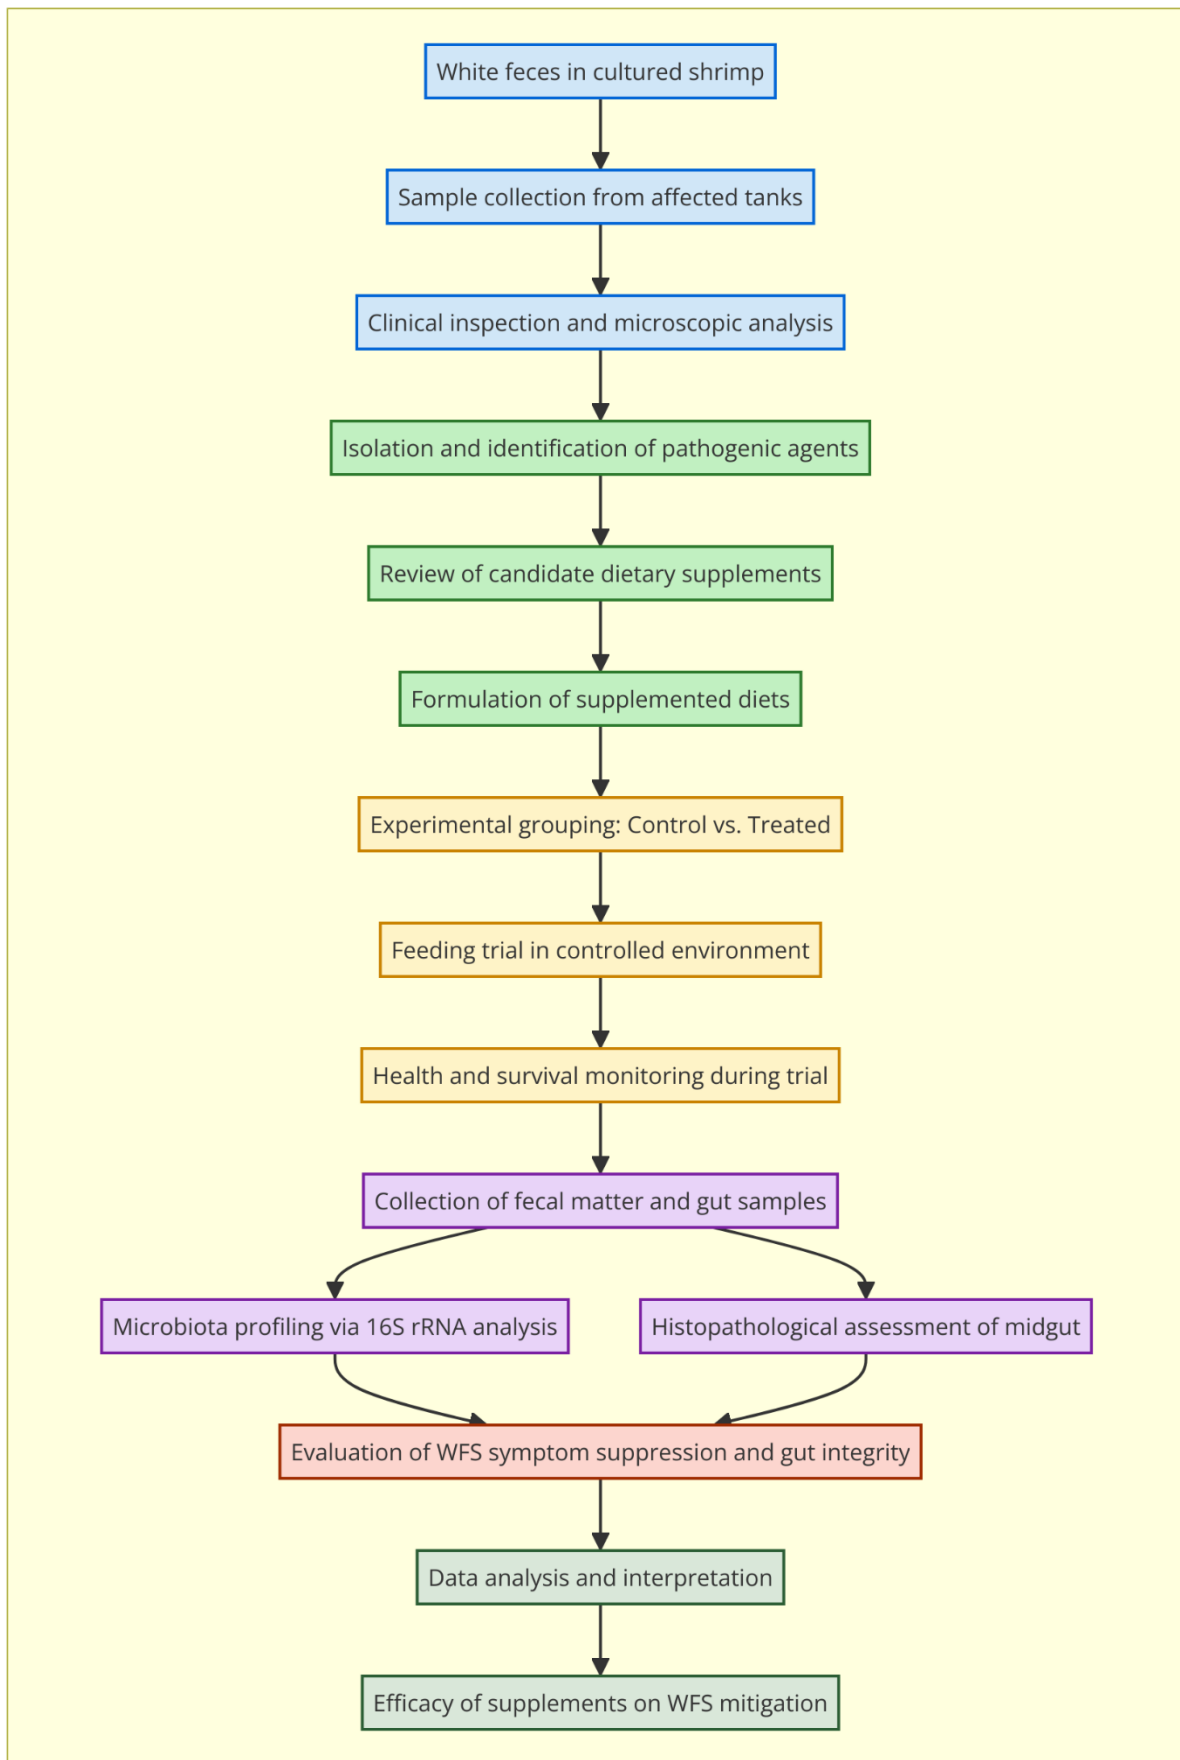 White feces in cultured shrimp
Sample collection from affected tanks
Clinical inspection and microscopic analysis
Isolation and identification of pathogenic agents
Review of candidate dietary supplements
Formulation of supplemented diets
Experimental grouping: Control vs. Treated
Feeding trial in controlled environment
Health and survival monitoring during trial
Collection of fecal matter and gut samples
Microbiota profiling via 16S rRNA analysis
Histopathological assessment of midgut
Evaluation of WFS symptom suppression and gut integrity
Data analysis and interpretation
Efficacy of supplements on WFS mitigation